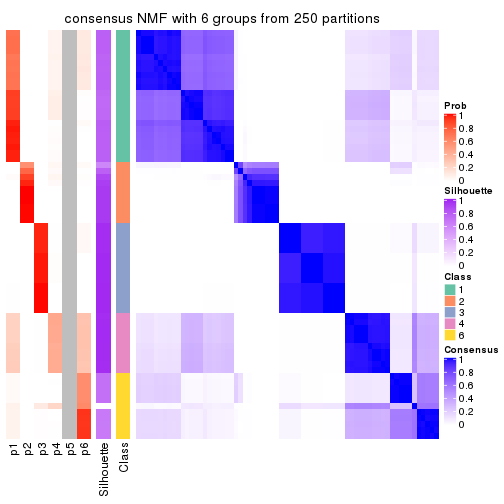 consensus NMF with 6 groups from 250 partitions
Prob
1
0.8
0.6
0.4
0.2
0
Silhouette
1
0.8
0.6
0.4
0.2
0
Class
1
2
3
4
6
Consensus
1
0.8
0.6
0.4
0.2
0
p1
p2
p3
p4
p5
p6
Silhouette
Class